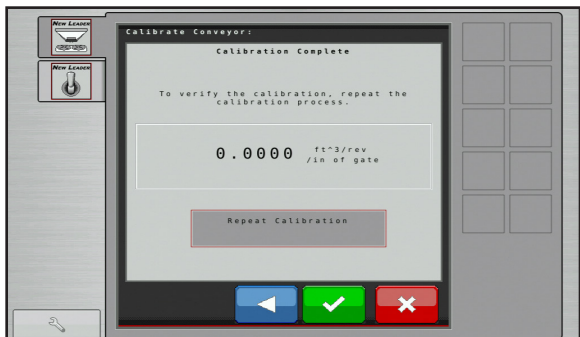 NEW LEADER
NEW LEADER
Calibrate Conveyor:
Calibration Complete
To verify the calibration, repeat the
calibration process.
0.0000 ft^3/rev
/in of gate
Repeat Calibration